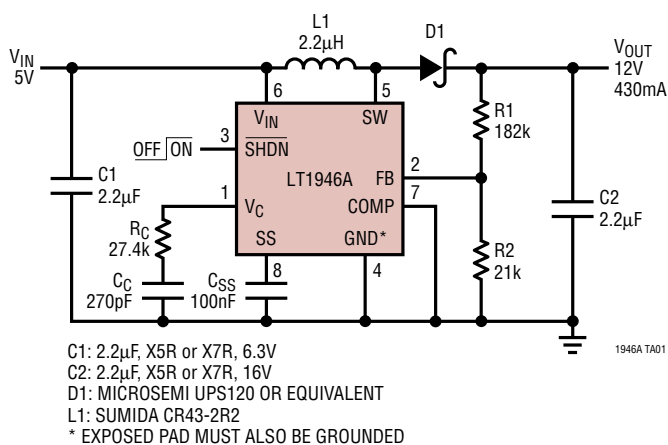 L1
2.2µH
D1
VIN
5V
VOUT
12V
430mA
6
5
VIN
SW
R1
182k
OFF ON
3
SHDN
LT1946A
FB
2
C1
2.2µF
1
VC
COMP
7
C2
2.2µF
RC
27.4k
SS
GND*
R2
21k
8
4
CC
270pF
CSS
100nF
1946A TA01
C1: 2.2µF, X5R or X7R, 6.3V
C2: 2.2µF, X5R or X7R, 16V
D1: MICROSEMI UPS120 OR EQUIVALENT
L1: SUMIDA CR43-2R2
* EXPOSED PAD MUST ALSO BE GROUNDED